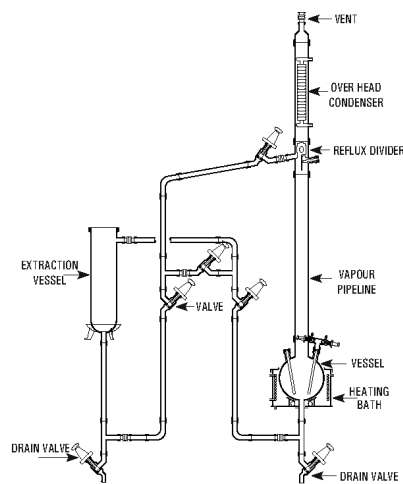 VENT
OVER HEAD
CONDENSER
REFLUX DIVIDER
EXTRACTION
VESSEL
VALVE
VAPOUR
PIPELINE
VESSEL
HEATING
BATH
DRAIN VALVE
DRAIN VALVE